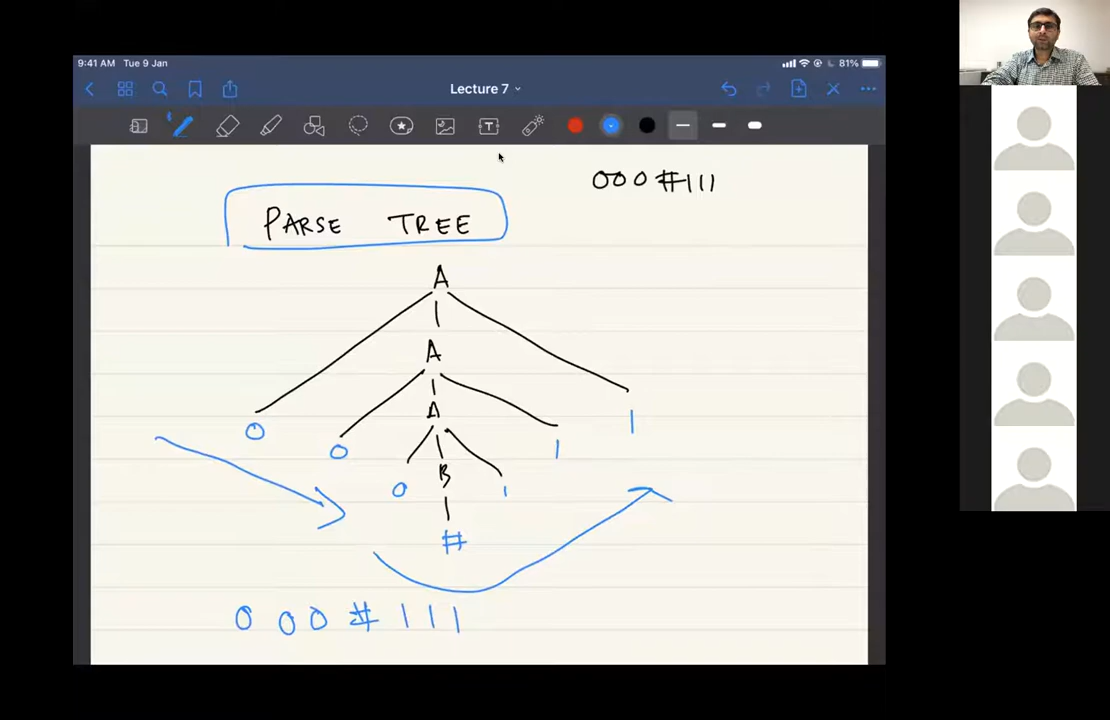 9:41 AM Tue 9 Jan 81%
Lecture 7
T
000#111
PARSE TREE
A
A
A
0 1
0 1
B
0 1
#
000#111